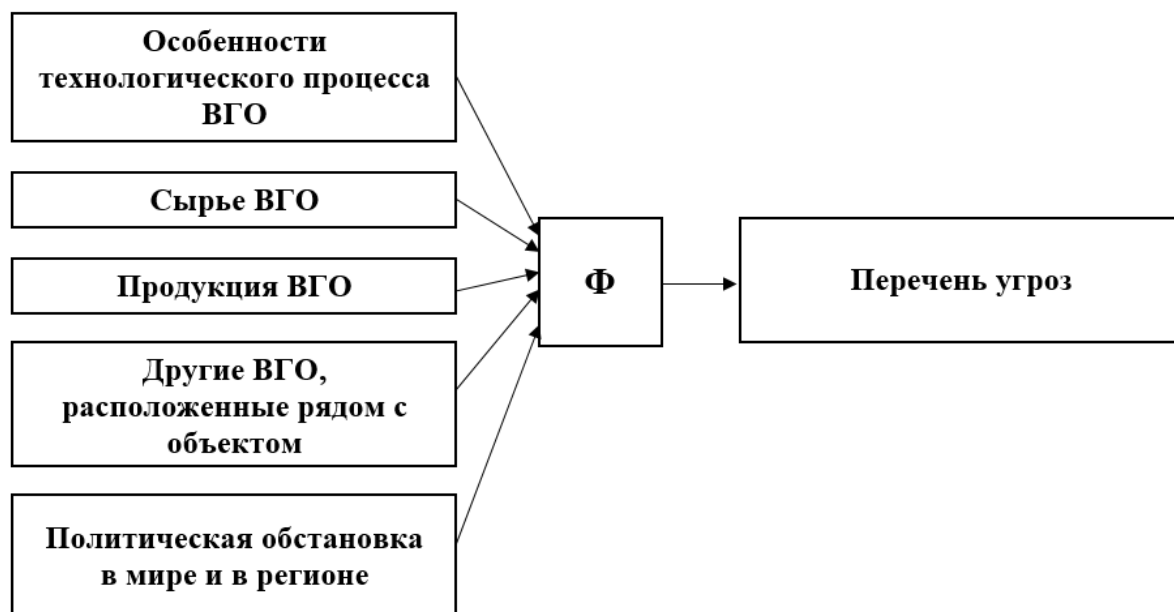 Особенности
технологического процесса
ВГО
Сырье ВГО
Продукция ВГО
Другие ВГО,
расположенные рядом с
объектом
Политическая обстановка
в мире и в регионе
Ф
Перечень угроз